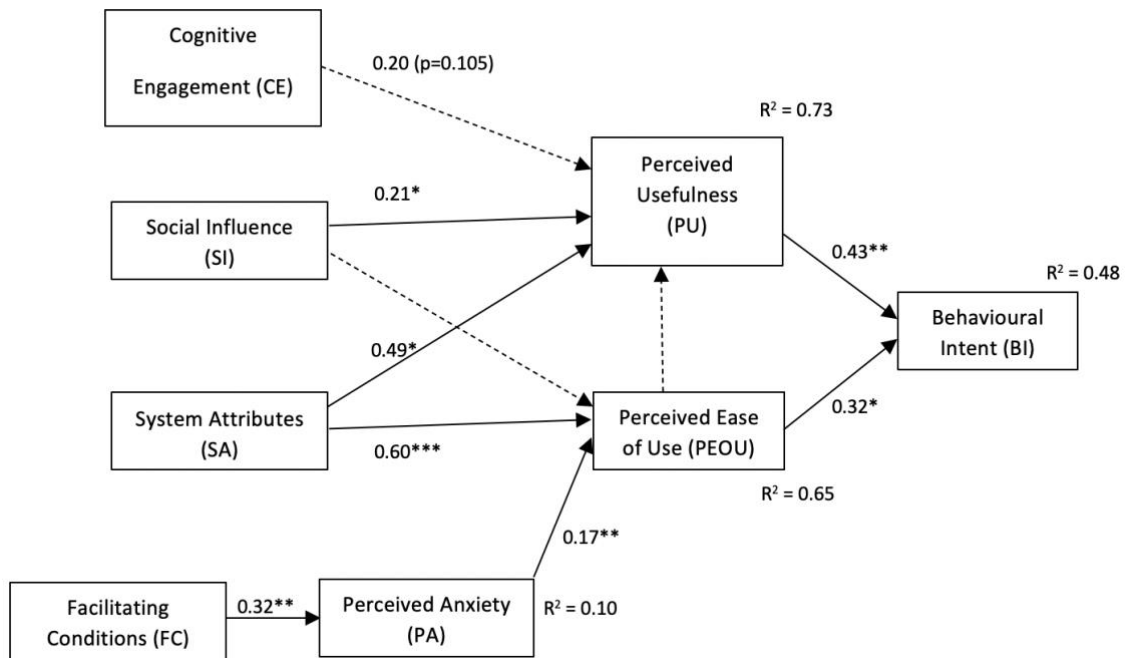 Cognitive
Engagement (CE)
0.20 (p=0.105)
R² = 0.73
Perceived
Usefulness
(PU)
0.21*
Social Influence
(SI)
0.43**
R² = 0.48
Behavioural
Intent (BI)
0.49*
System Attributes
(SA)
0.60***
Perceived Ease
of Use (PEOU)
0.32*
R² = 0.65
0.17**
Facilitating
Conditions (FC)
0.32**
Perceived Anxiety
(PA)
R² = 0.10